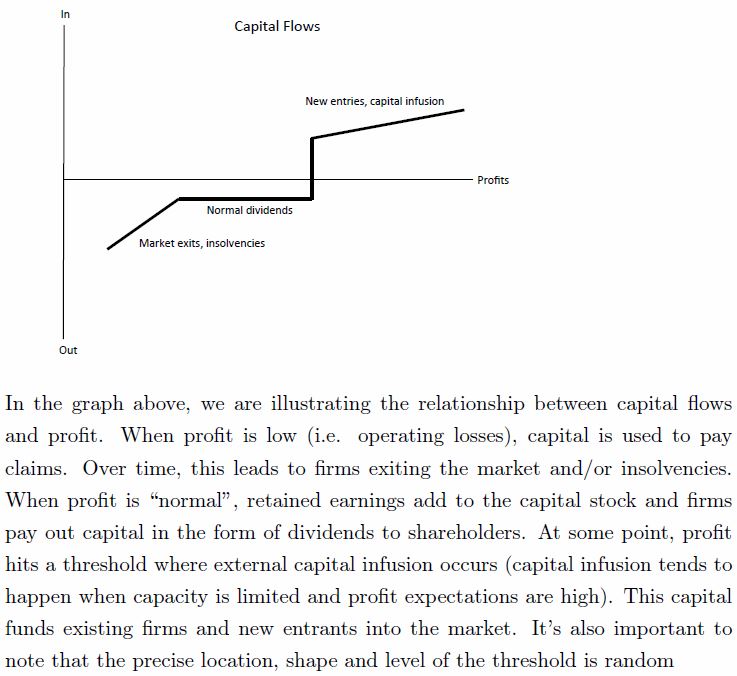 In
Capital Flows
New entries, capital infusion
Profits
Normal dividends
Market exits, insolvencies
Out
In the graph above, we are illustrating the relationship between capital flows
and profit. When profit is low (i.e. operating losses), capital is used to pay
claims. Over time, this leads to firms exiting the market and/or insolvencies.
When profit is “normal”, retained earnings add to the capital stock and firms
pay out capital in the form of dividends to shareholders. At some point, profit
hits a threshold where external capital infusion occurs (capital infusion tends to
happen when capacity is limited and profit expectations are high). This capital
funds existing firms and new entrants into the market. It’s also important to
note that the precise location, shape and level of the threshold is random